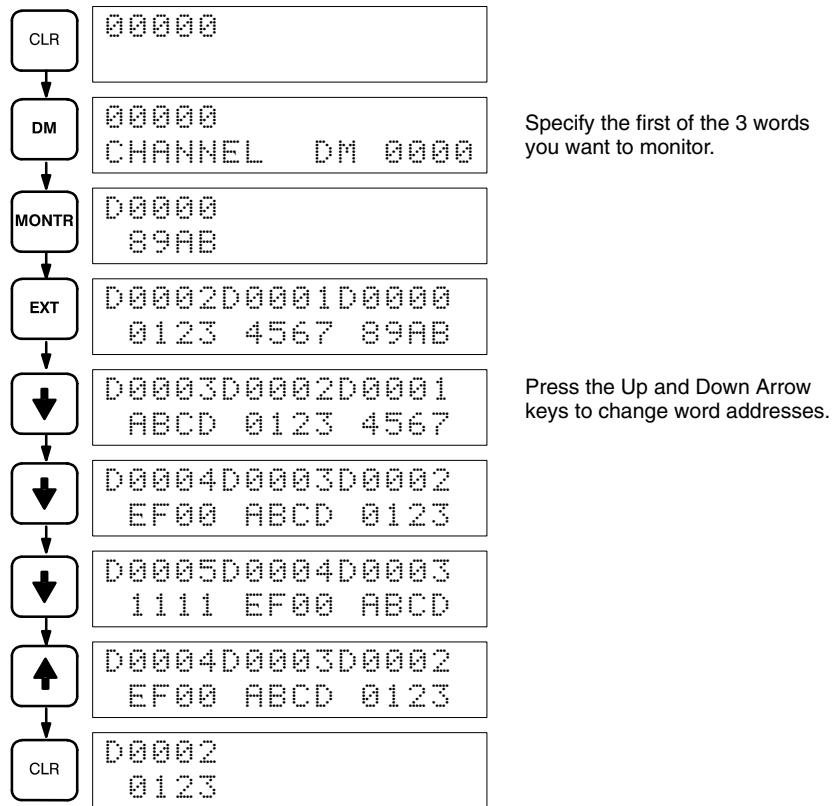 CLR
00000
DM
00000
CHANNEL DM 0000
Specify the first of the 3 words
you want to monitor.
MONTR
D0000
89AB
EXT
D0002D0001D0000
0123 4567 89AB
D0003D0002D0001
ABCD 0123 4567
Press the Up and Down Arrow
keys to change word addresses.
D0004D0003D0002
EF00 ABCD 0123
D0005D0004D0003
1111 EF00 ABCD
D0004D0003D0002
EF00 ABCD 0123
CLR
D0002
0123